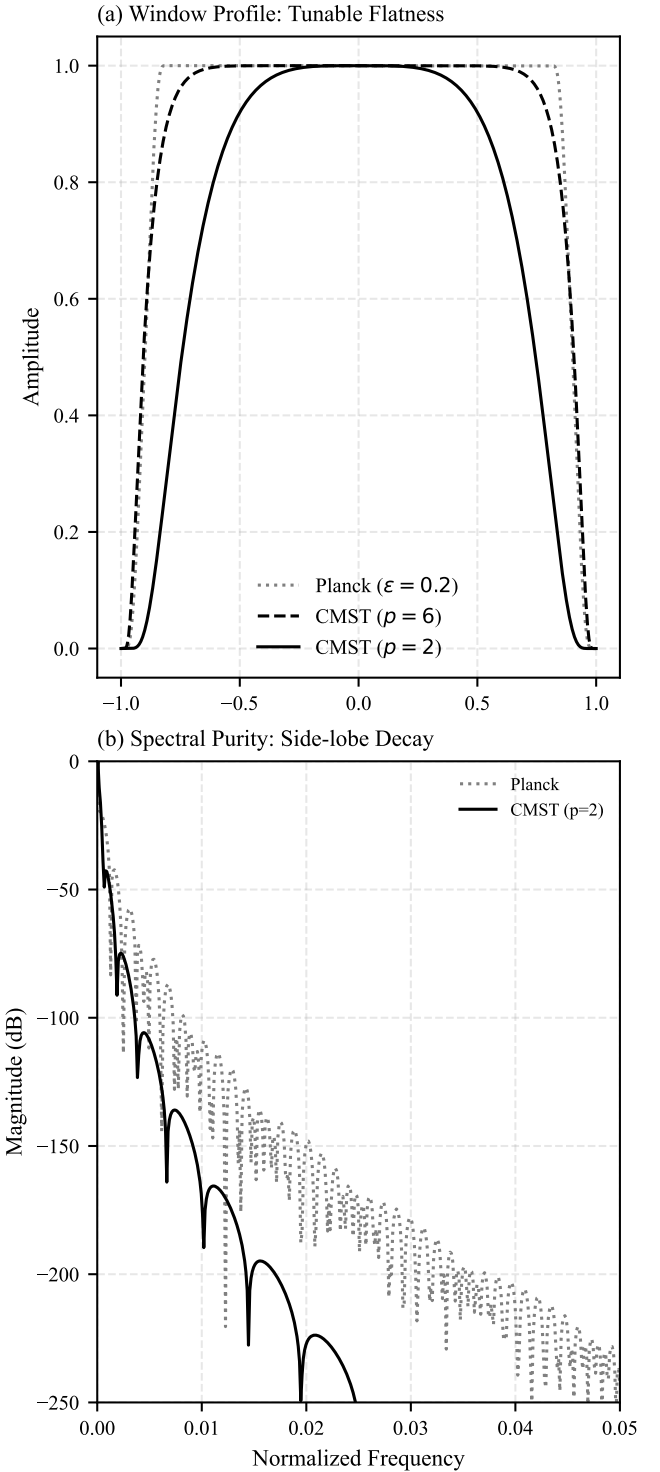 (a) Window Profile: Tunable Flatness
1.0
0.8
0.6
0.4
0.2
0.0
Amplitude
Planck (ε = 0.2)
CMST (p = 6)
CMST (p = 2)
−1.0 −0.5 0.0 0.5 1.0
(b) Spectral Purity: Side-lobe Decay
0
−50
−100
−150
−200
−250
Magnitude (dB)
Planck
CMST (p=2)
0.00 0.01 0.02 0.03 0.04 0.05
Normalized Frequency